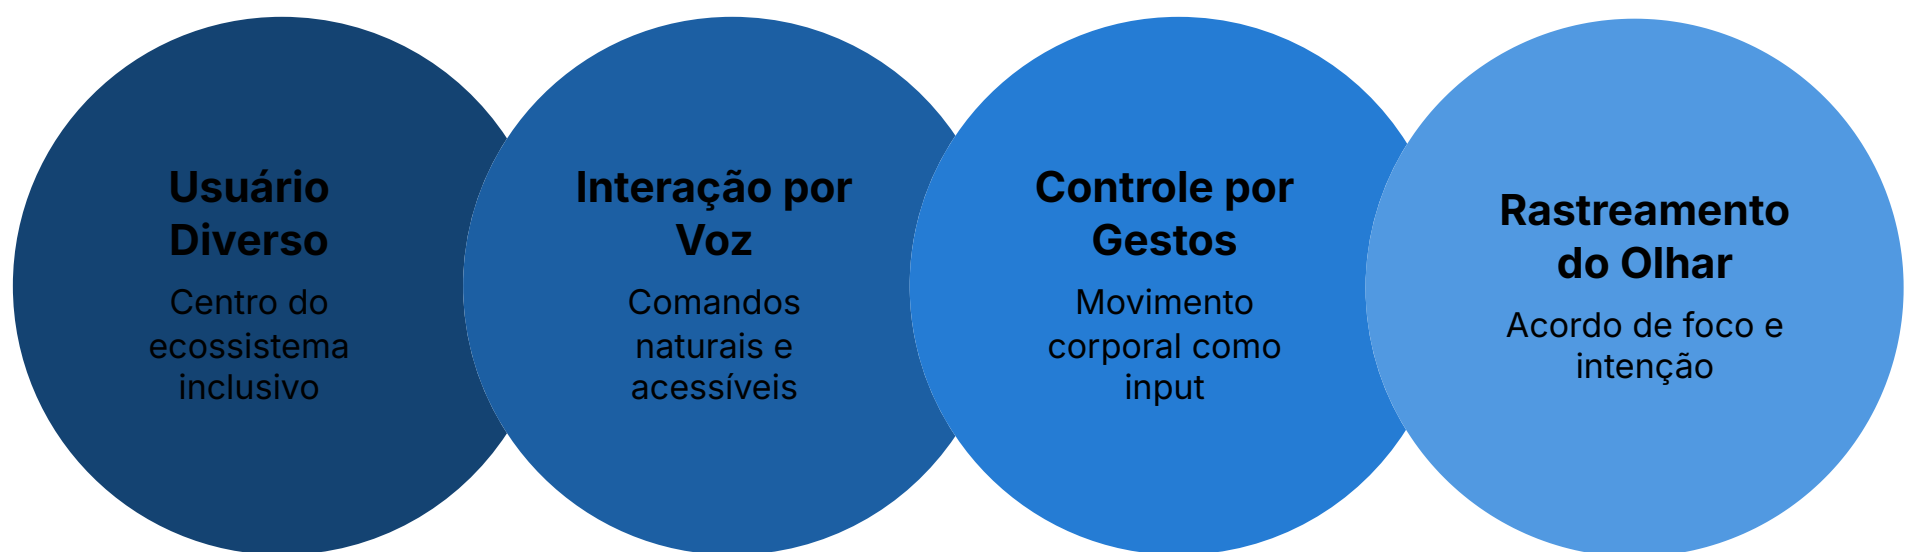 Usuário
Diverso
Centro do
ecossistema
inclusivo
Interação por
Voz
Comandos
naturais e
acessíveis
Controle por
Gestos
Movimento
corporal como
input
Rastreamento
do Olhar
Acordo de foco e
intenção